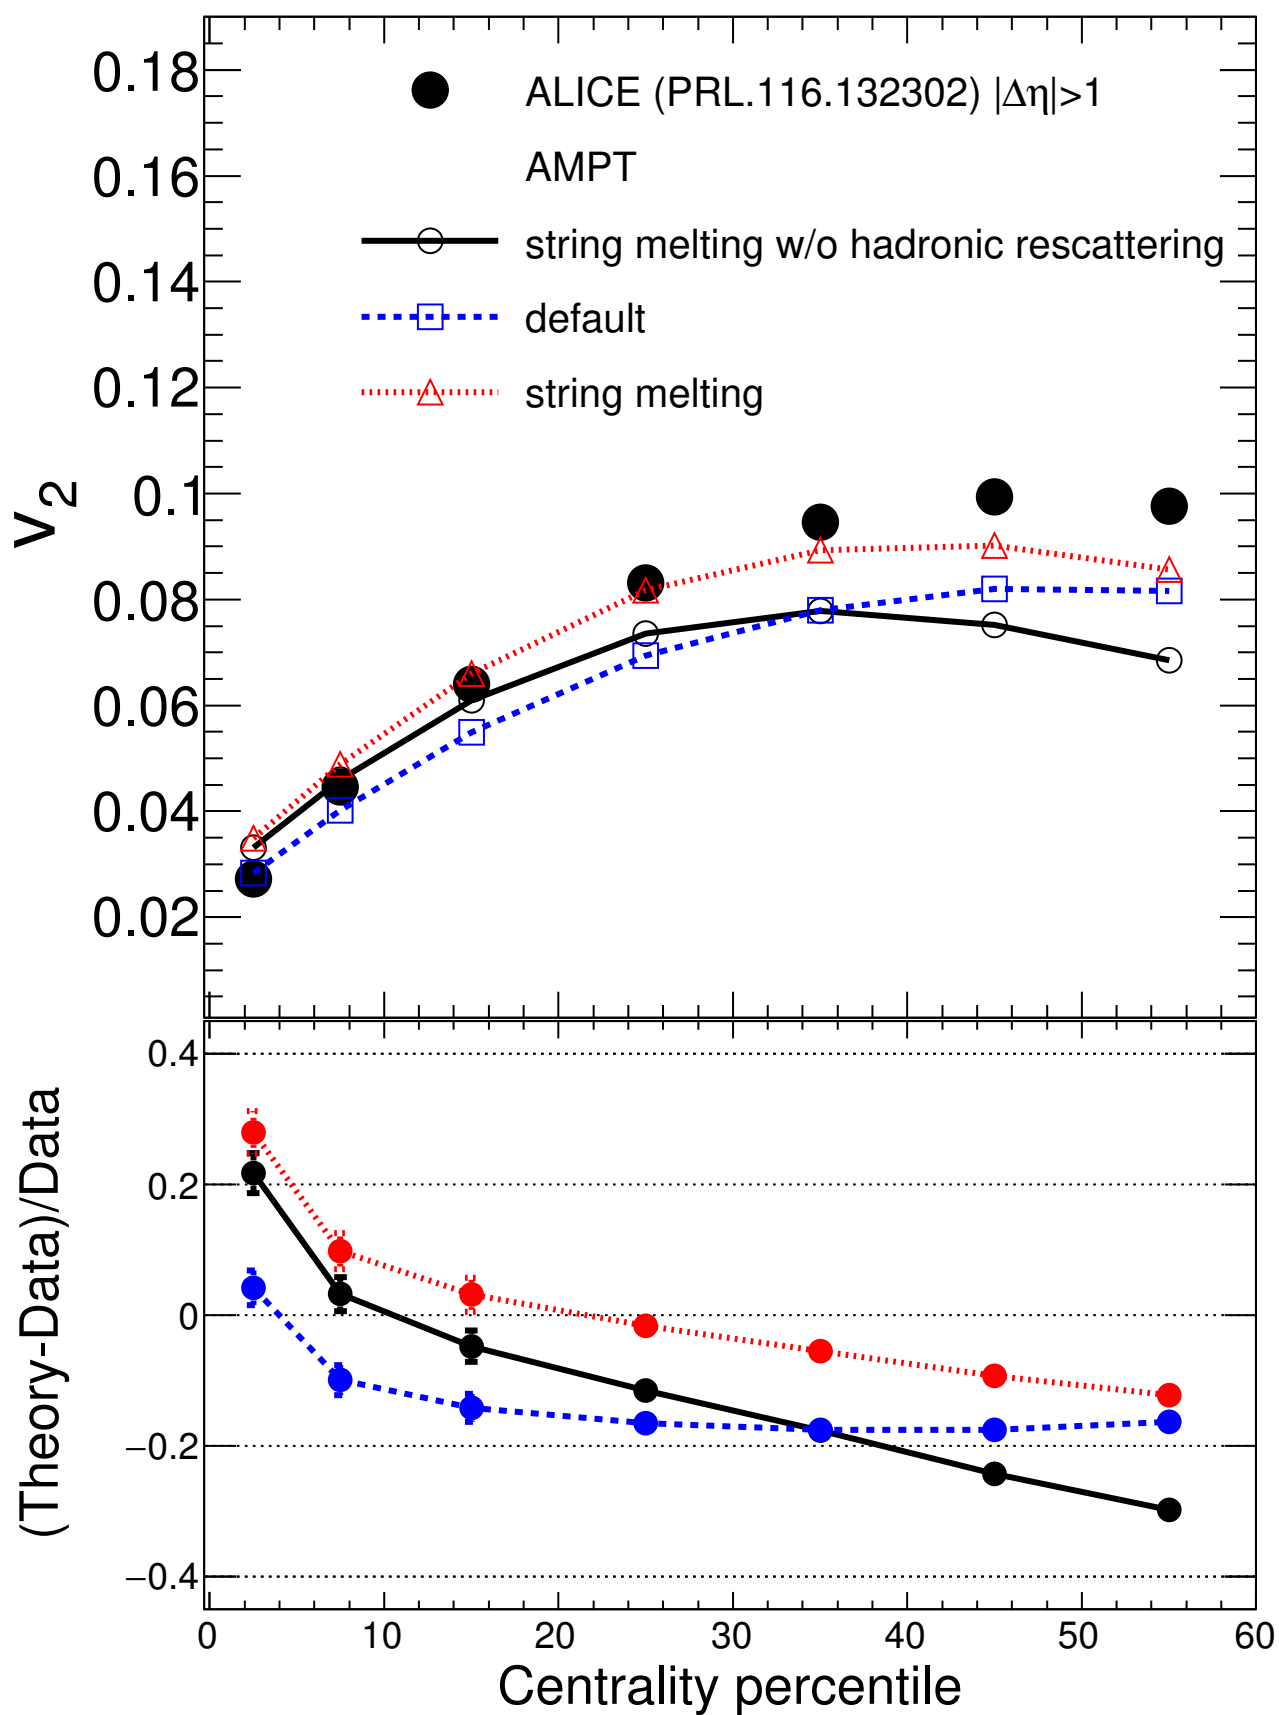 0.18
0.16
0.14
0.12
0.1
0.08
0.06
0.04
0.02
v2
ALICE (PRL.116.132302) |Δη|>1
AMPT
string melting w/o hadronic rescattering
default
string melting
0.4
0.2
0
−0.2
−0.4
(Theory-Data)/Data
0 10 20 30 40 50 60
Centrality percentile